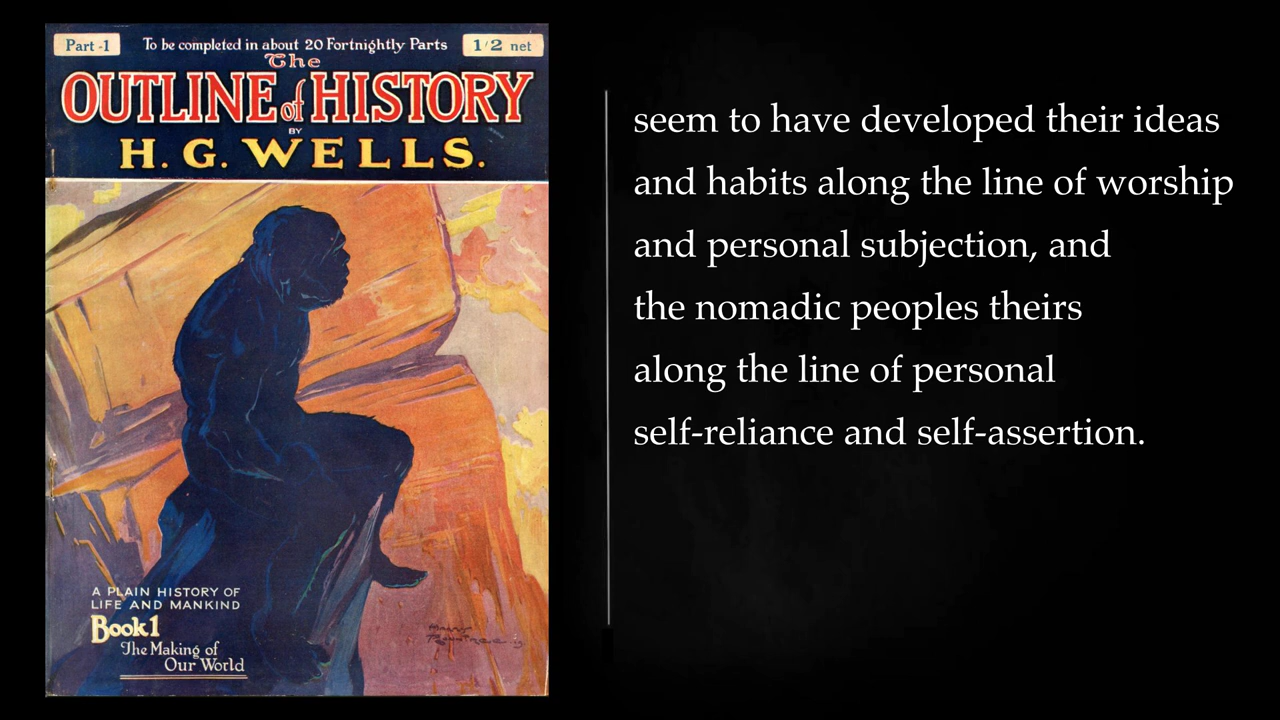 Part -1
To be completed in about 20 Fortnightly Parts
1/2 net
The
OUTLINE of HISTORY
BY
H. G. WELLS.
A PLAIN HISTORY OF
LIFE AND MANKIND
Book 1
The Making of
Our World
seem to have developed their ideas
and habits along the line of worship
and personal subjection, and
the nomadic peoples theirs
along the line of personal
self-reliance and self-assertion.